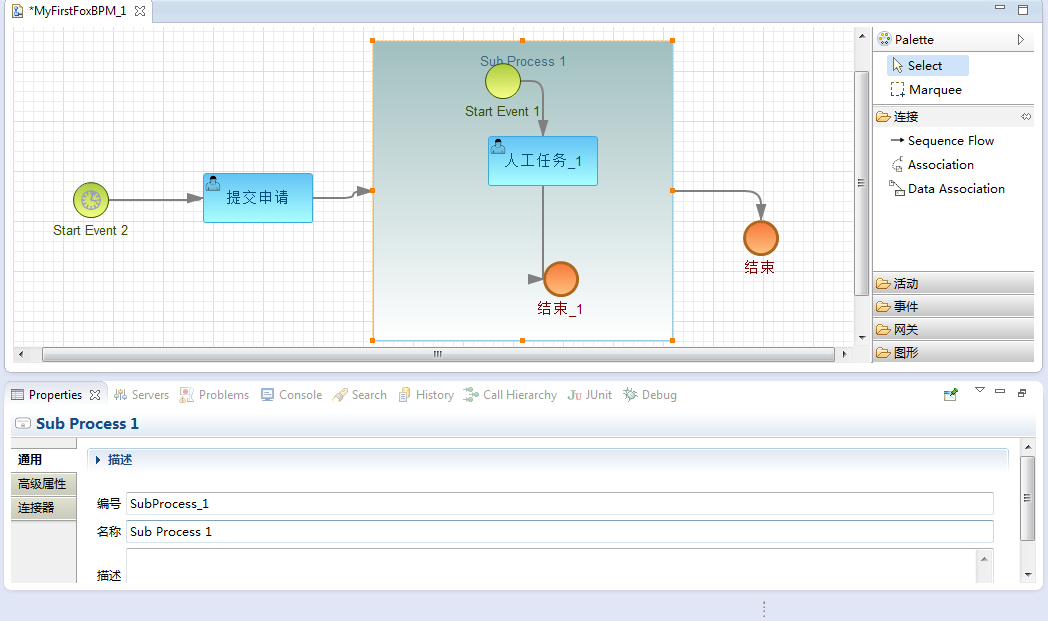 *MyFirstFoxBPM_1
Palette
Select
Marquee
连接
Sequence Flow
Association
Data Association
活动
事件
网关
图形
Sub Process 1
Start Event 1
人工任务_1
提交申请
Start Event 2
结束
结束_1
Properties
Servers
Problems
Console
Search
History
Call Hierarchy
JUnit
Debug
Sub Process 1
通用
高级属性
连接器
描述
编号 SubProcess_1
名称 Sub Process 1
描述